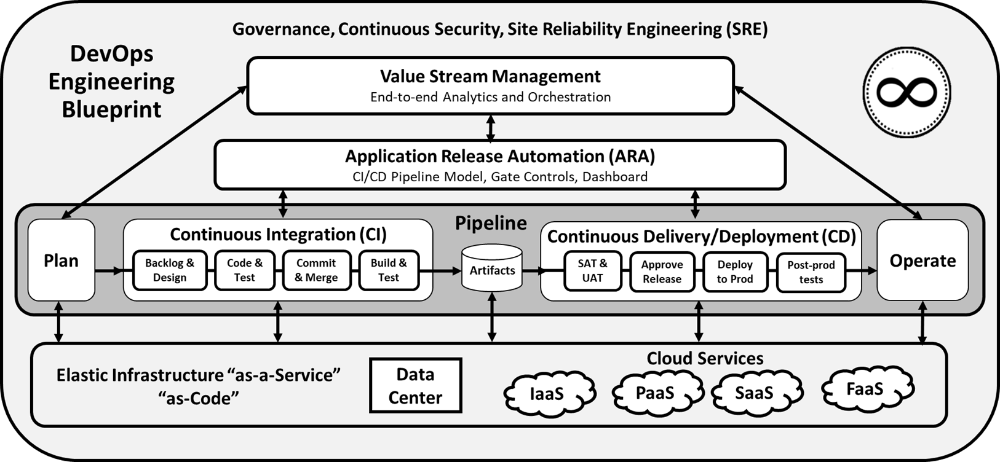 Governance, Continuous Security, Site Reliability Engineering (SRE)
DevOps
Engineering
Blueprint
Value Stream Management
End-to-end Analytics and Orchestration
Application Release Automation (ARA)
CI/CD Pipeline Model, Gate Controls, Dashboard
Pipeline
Plan
Continuous Integration (CI)
Backlog &
Design
Code &
Test
Commit
& Merge
Build &
Test
Artifacts
Continuous Delivery/Deployment (CD)
SAT &
UAT
Approve
Release
Deploy
to Prod
Post-prod
tests
Operate
Elastic Infrastructure “as-a-Service”
“as-Code”
Data
Center
Cloud Services
IaaS
PaaS
SaaS
FaaS